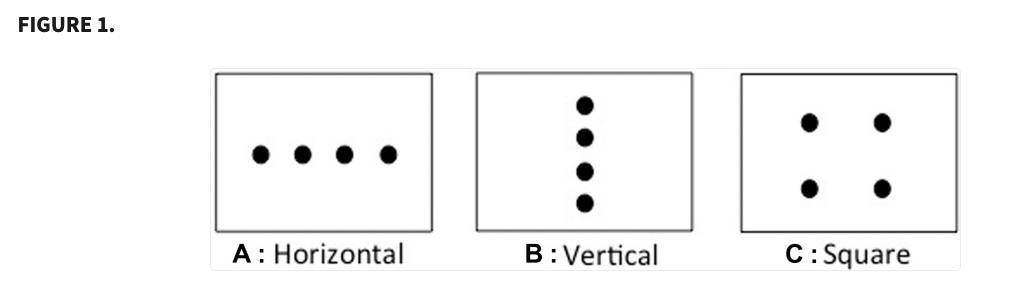 FIGURE 1.
A : Horizontal
B : Vertical
C : Square